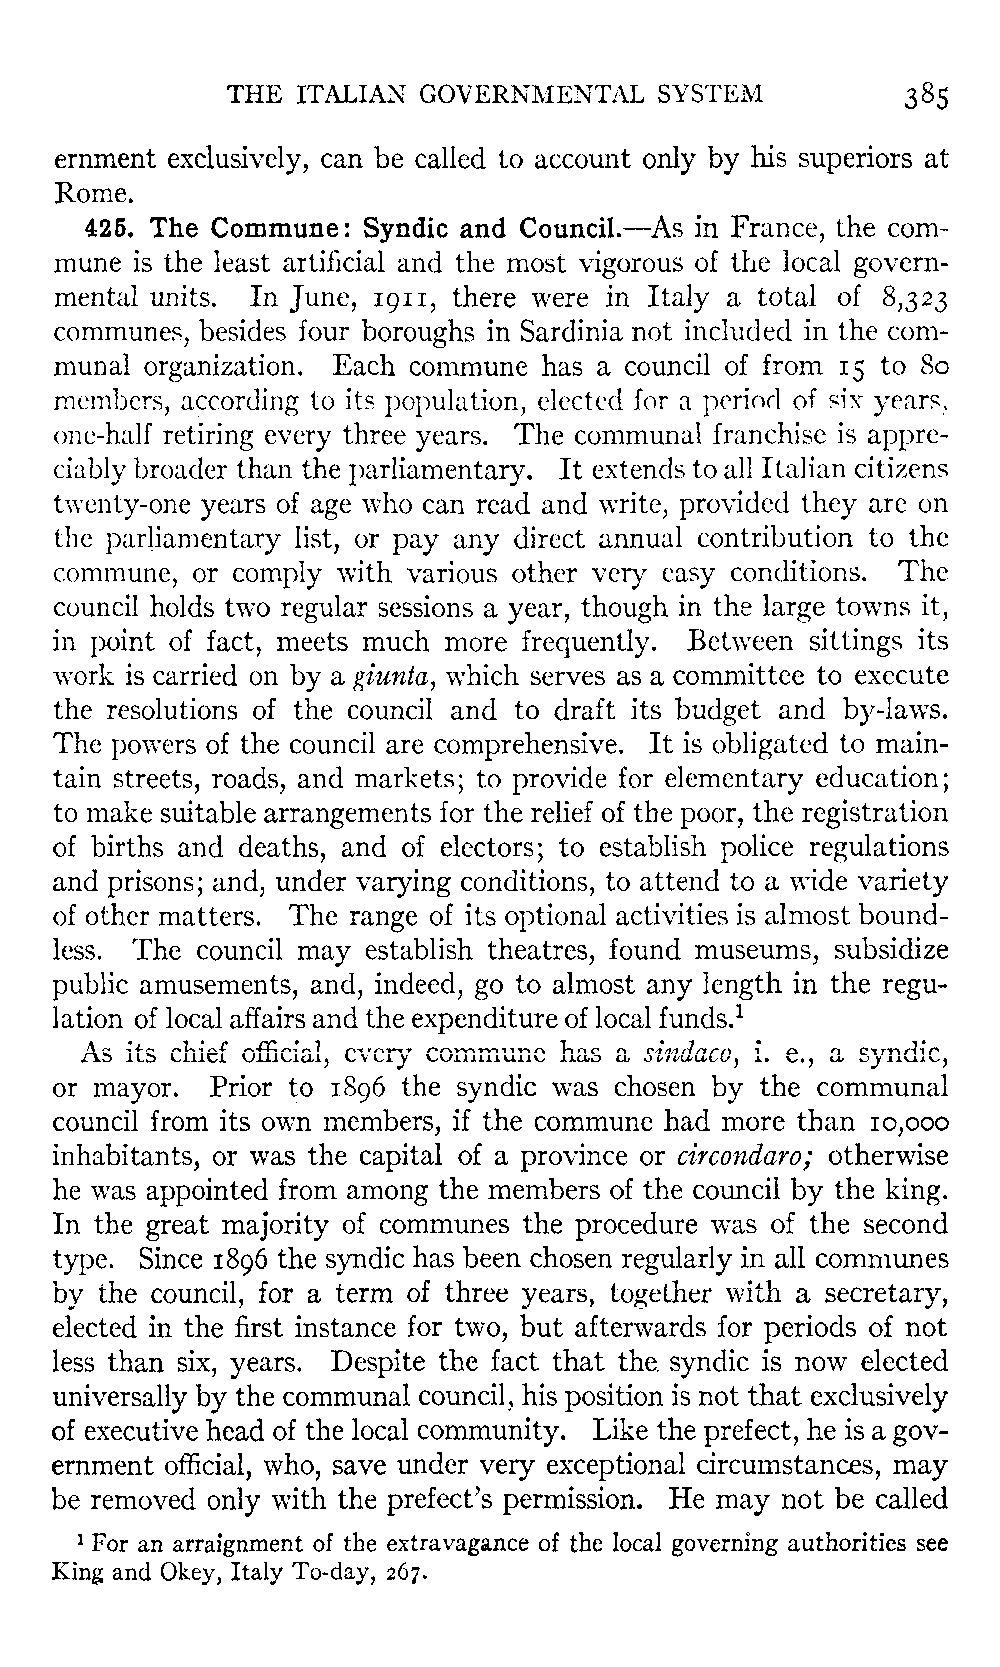 THE ITALIAN GOVERNMENTAL SYSTEM 385
ernment exclusively, can be called to account only by his superiors at
Rome.
425. The Commune: Syndic and Council.—As in France, the com-
mune is the least artificial and the most vigorous of the local govern-
mental units. In June, 1911, there were in Italy a total of 8,323
communes, besides four boroughs in Sardinia not included in the com-
munal organization. Each commune has a council of from 15 to 80
members, according to its population, elected for a period of six years,
one-half retiring every three years. The communal franchise is appre-
ciably broader than the parliamentary. It extends to all Italian citizens
twenty-one years of age who can read and write, provided they are on
the parliamentary list, or pay any direct annual contribution to the
commune, or comply with various other very easy conditions. The
council holds two regular sessions a year, though in the large towns it,
in point of fact, meets much more frequently. Between sittings its
work is carried on by a giunta, which serves as a committee to execute
the resolutions of the council and to draft its budget and by-laws.
The powers of the council are comprehensive. It is obligated to main-
tain streets, roads, and markets; to provide for elementary education;
to make suitable arrangements for the relief of the poor, the registration
of births and deaths, and of electors; to establish police regulations
and prisons; and, under varying conditions, to attend to a wide variety
of other matters. The range of its optional activities is almost bound-
less. The council may establish theatres, found museums, subsidize
public amusements, and, indeed, go to almost any length in the regu-
lation of local affairs and the expenditure of local funds.¹
As its chief official, every commune has a sindaco, i. e., a syndic,
or mayor. Prior to 1896 the syndic was chosen by the communal
council from its own members, if the commune had more than 10,000
inhabitants, or was the capital of a province or circondaro; otherwise
he was appointed from among the members of the council by the king.
In the great majority of communes the procedure was of the second
type. Since 1896 the syndic has been chosen regularly in all communes
by the council, for a term of three years, together with a secretary,
elected in the first instance for two, but afterwards for periods of not
less than six, years. Despite the fact that the syndic is now elected
universally by the communal council, his position is not that exclusively
of executive head of the local community. Like the prefect, he is a gov-
ernment official, who, save under very exceptional circumstances, may
be removed only with the prefect's permission. He may not be called
¹ For an arraignment of the extravagance of the local governing authorities see
King and Okey, Italy To-day, 267.